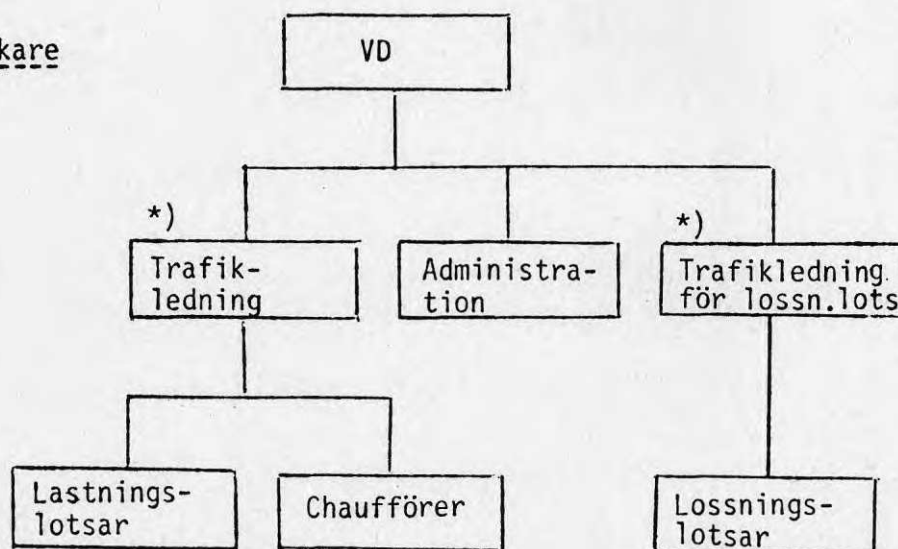 kare
VD
*)
*)
Trafik-
ledning
Administra-
tion
Trafikledning.
för lossn.lots
Lastnings-
lotsar
Chaufförer
Lossnings-
lotsar